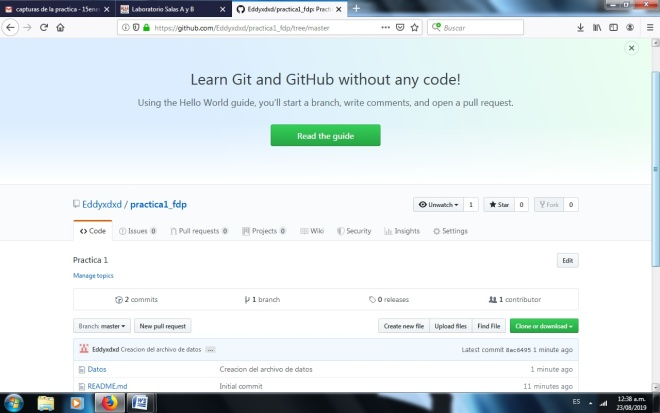 capturas de la practica - 15ene
Laboratorio Salas A y B
Eddyxdxd/practica1_fdp: Practi
https://github.com/Eddyxdxd/practica1_fdp/tree/master
Buscar
Learn Git and GitHub without any code!
Using the Hello World guide, you'll start a branch, write comments, and open a pull request.
Read the guide
Eddyxdxd / practica1_fdp
Unwatch 1 Star 0 Fork 0
Code Issues 0 Pull requests 0 Projects 0 Wiki Security Insights Settings
Practica 1 Edit
Manage topics
2 commits 1 branch 0 releases 1 contributor
Branch: master New pull request Create new file Upload files Find File Clone or download
Eddyxdxd Creacion del archivo de datos ... Latest commit 8ac6495 1 minute ago
Datos Creacion del archivo de datos 1 minute ago
README.md Initial commit 11 minutes ago
ES 12:38 a.m.
23/08/2019